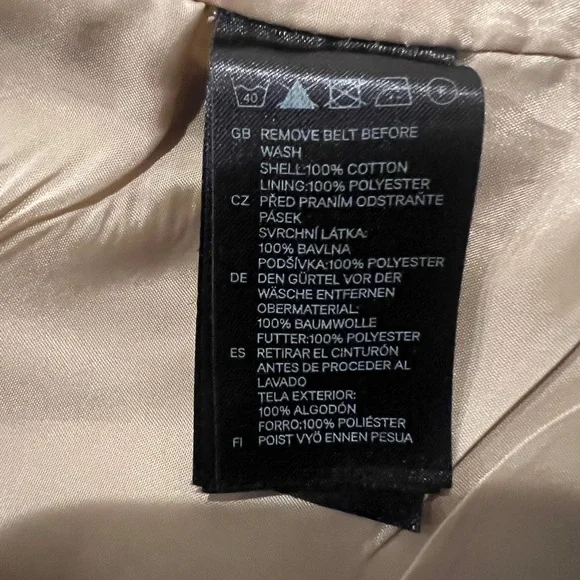 40
GB REMOVE BELT BEFORE
WASH
SHELL:100% COTTON
LINING:100% POLYESTER
CZ PŘED PRANÍM ODSTRAŇTE
PÁSEK
SVRCHNÍ LÁTKA:
100% BAVLNA
PODŠÍVKA:100% POLYESTER
DE DEN GÜRTEL VOR DER
WÄSCHE ENTFERNEN
OBERMATERIAL:
100% BAUMWOLLE
FUTTER:100% POLYESTER
ES RETIRAR EL CINTURÓN
ANTES DE PROCEDER AL
LAVADO
TELA EXTERIOR:
100% ALGODÓN
FORRO:100% POLIÉSTER
FI POIST VYÖ ENNEN PESUA